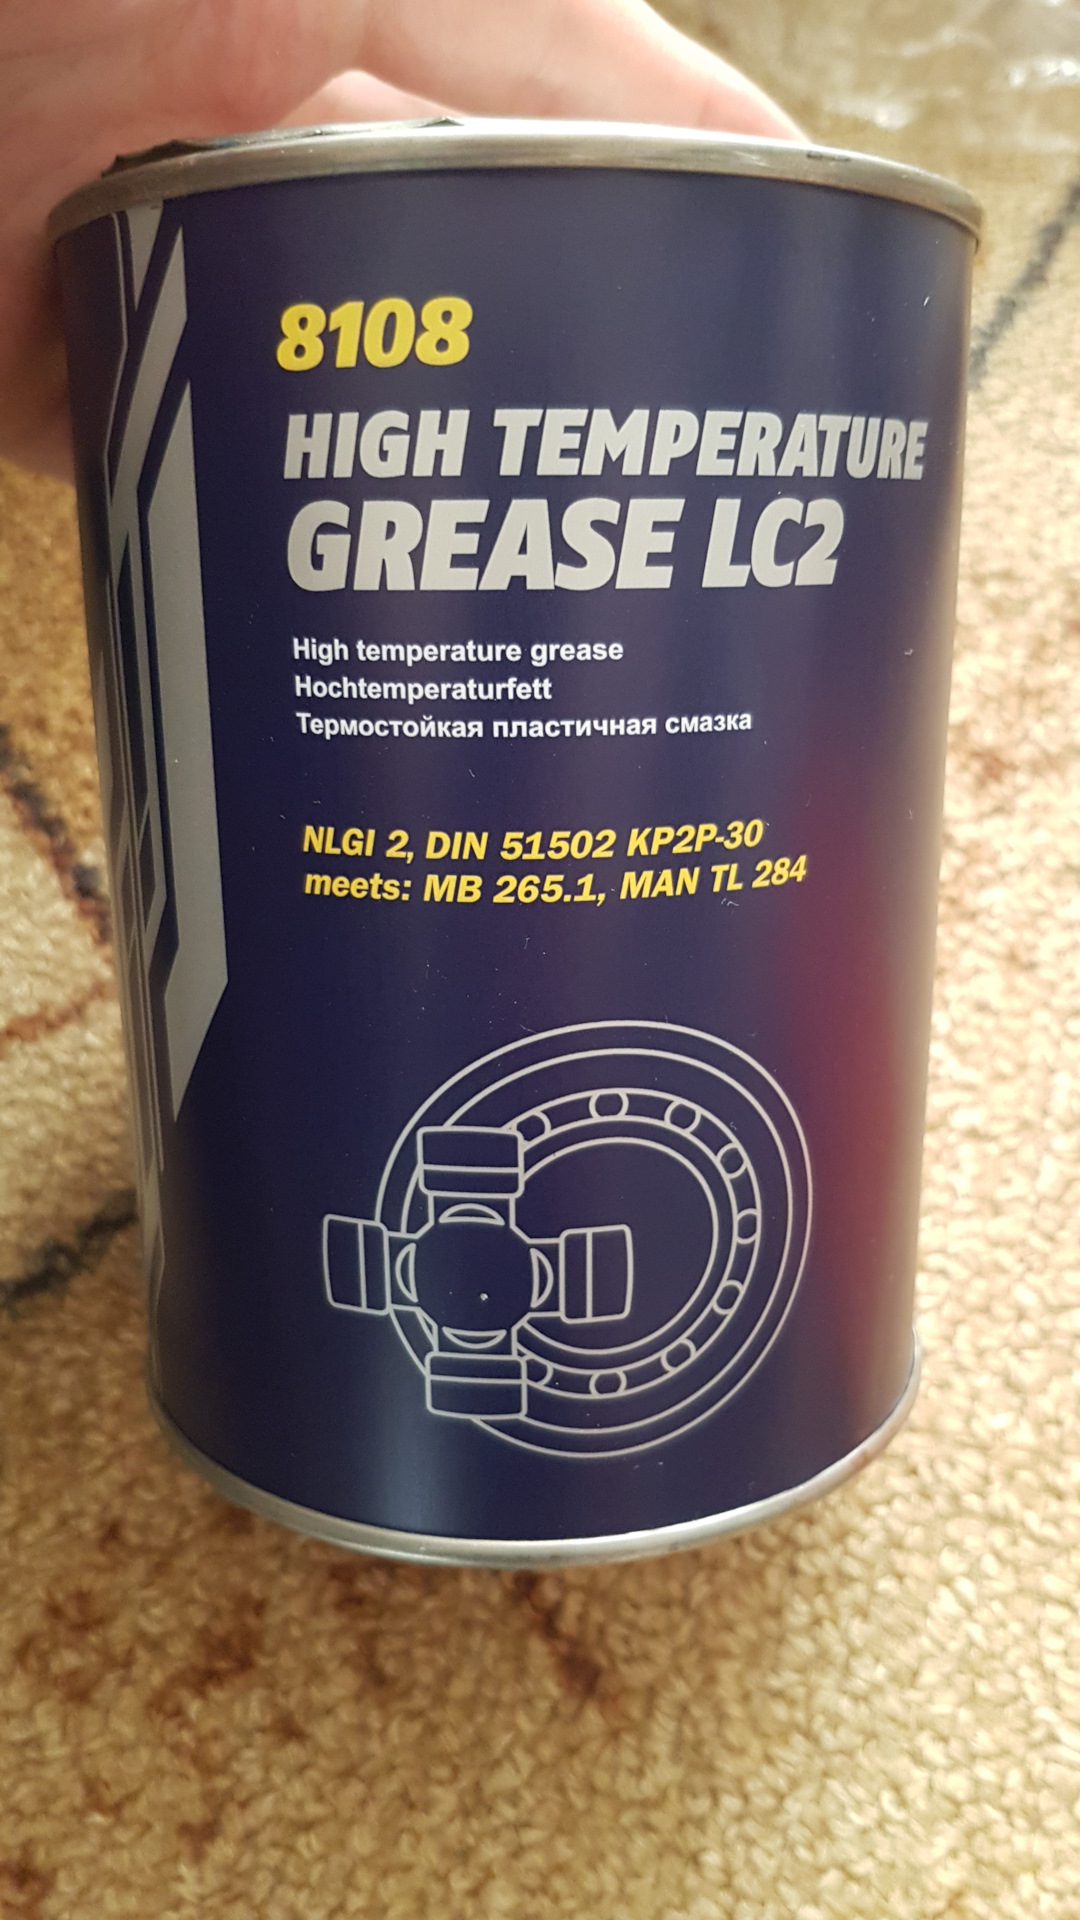 8108
HIGH TEMPERATURE
GREASE LC2
High temperature grease
Hochtemperaturfett
Термостойкая пластичная смазка
NLGI 2, DIN 51502 KP2P-30
meets: MB 265.1, MAN TL 284